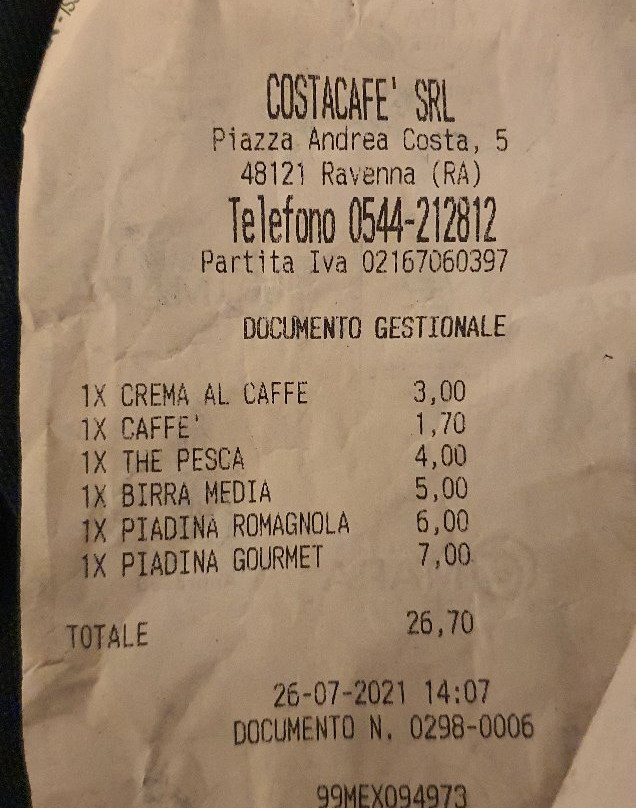 COSTACAFE' SRL
Piazza Andrea Costa, 5
48121 Ravenna (RA)
Telefono 0544-212812
Partita Iva 02167060397
DOCUMENTO GESTIONALE
1X CREMA AL CAFFE 3,00
1X CAFFE' 1,70
1X THE PESCA 4,00
1X BIRRA MEDIA 5,00
1X PIADINA ROMAGNOLA 6,00
1X PIADINA GOURMET 7,00
TOTALE 26,70
26-07-2021 14:07
DOCUMENTO N. 0298-0006
99MEX094973